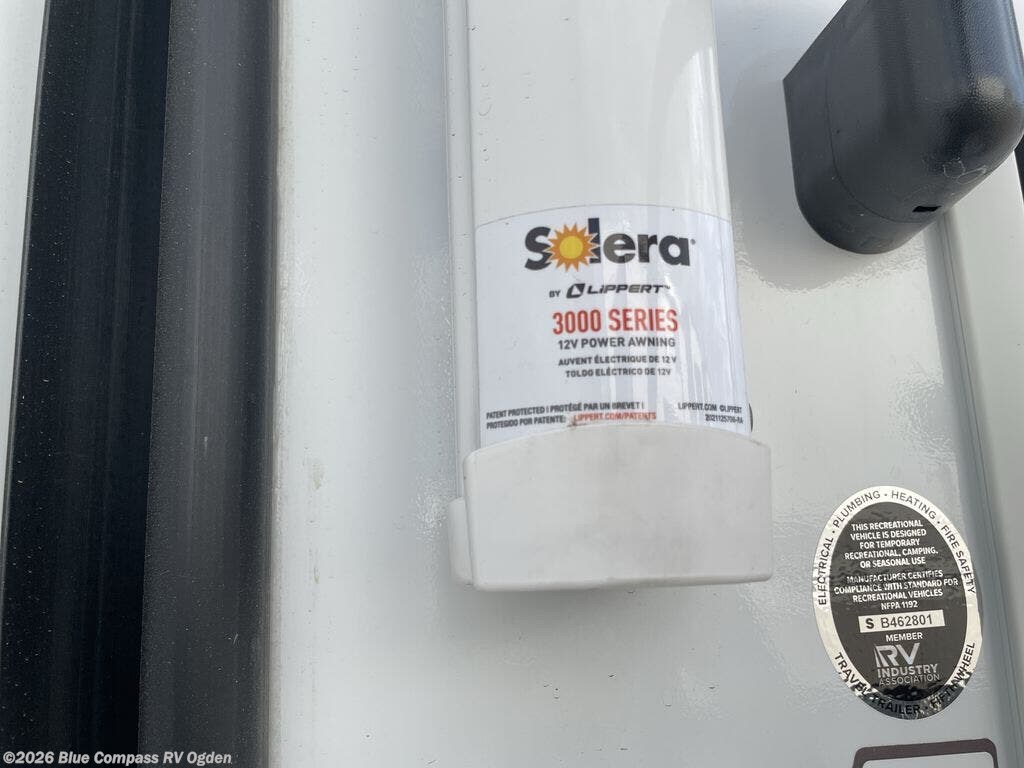 Solera
BY LIPPERT™
3000 SERIES
12V POWER AWNING
AUVENT ÉLECTRIQUE DE 12V
TOLDO ELÉCTRICO DE 12V
PATENT PROTECTED | PROTÉGÉ PAR UN BREVET |
PROTEGIDO POR PATENTE: LIPPERT.COM/PATENTS
LIPPERT.COM ©LIPPERT
ELECTRICAL - PLUMBING - HEATING - FIRE SAFETY
THIS RECREATIONAL
VEHICLE IS DESIGNED
FOR TEMPORARY
RECREATIONAL, CAMPING,
OR SEASONAL USE
MANUFACTURER CERTIFIES
COMPLIANCE WITH STANDARD FOR
RECREATIONAL VEHICLES
NFPA 1192
S B462801
MEMBER
RV
INDUSTRY
ASSOCIATION
TRAVEL TRAILER - FIFTH WHEEL
©2026 Blue Compass RV Ogden